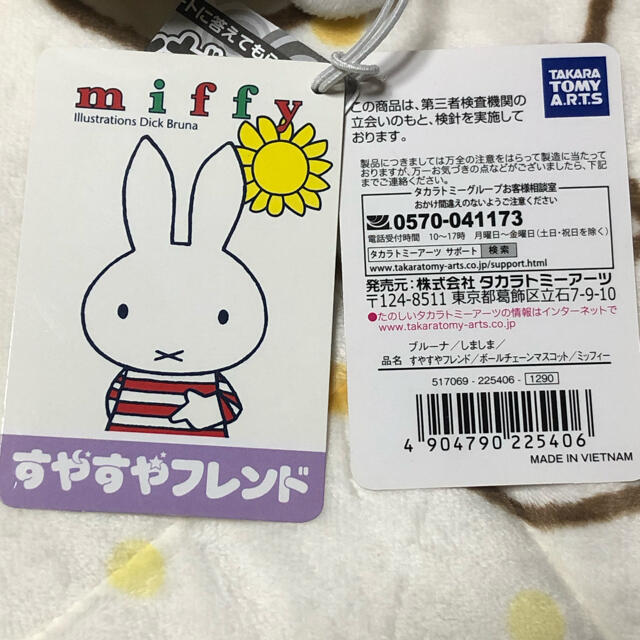 ートに答えても
miffy
Illustrations Dick Bruna
すやすやフレンド
TAKARA
TOMY
A.R.T.S
この商品は、第三者検査機関の
立会いのもと、検針を実施して
おります。
製品につきましては万全の注意をはらって製造に当たって
おりますが、万一お気づきの点などがございましたら、下記
までご連絡ください。
タカラトミーグループお客様相談室
おかけ間違えのないようご注意ください
0570-041173
電話受付時間 10〜17時 月曜日〜金曜日(土日・祝日を除く)
タカラトミーアーツ サポート 検索
www.takaratomy-arts.co.jp/support.html
発売元:株式会社 タカラトミーアーツ
〒124-8511 東京都葛飾区立石7-9-10
●たのしいタカラトミーアーツの情報はインターネットで
www.takaratomy-arts.co.jp
ブルーナ/しましま/
品名 すやすやフレンド/ボールチェーンマスコット/ミッフィー
517069 - 225406 - 1290
4 904790 225406
MADE IN VIETNAM